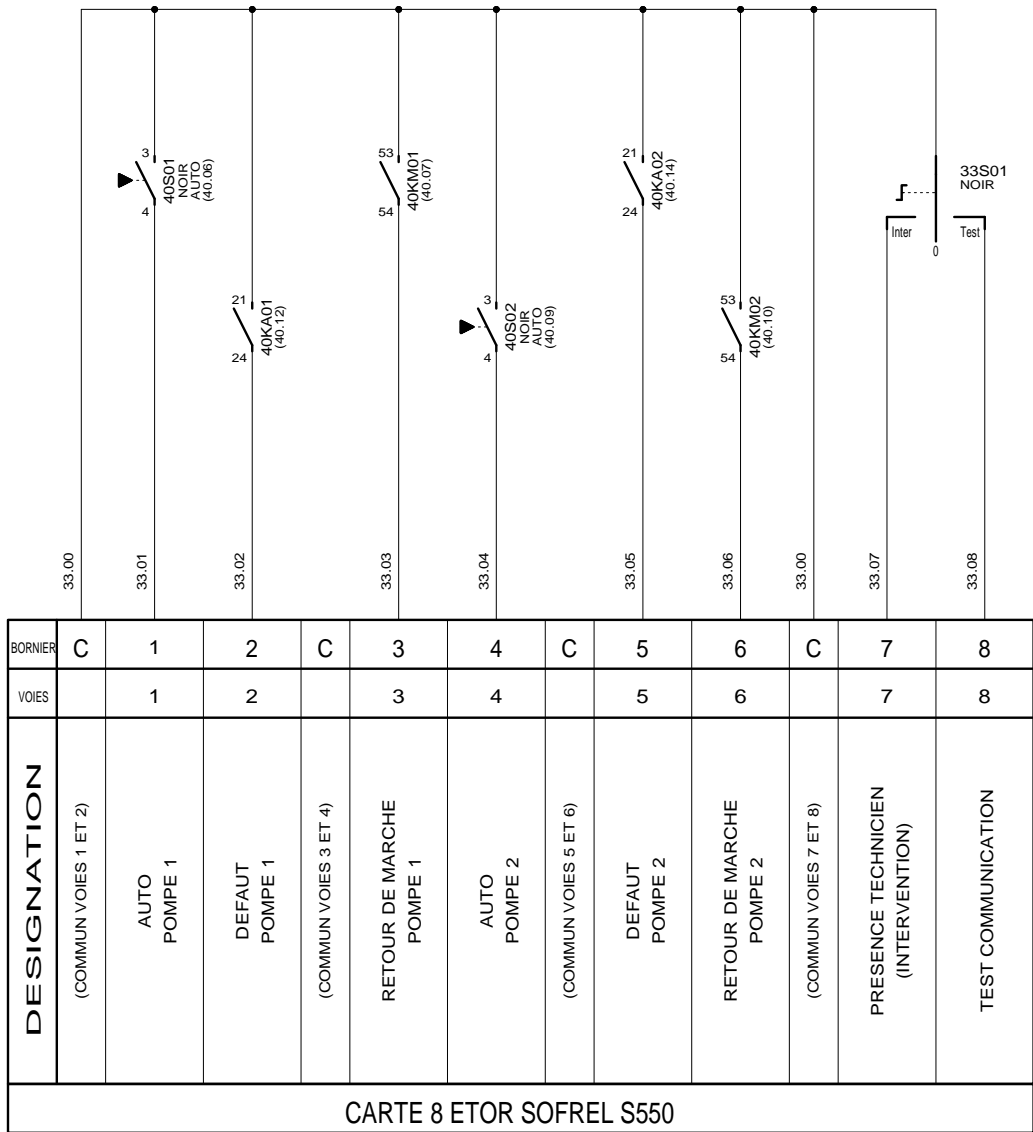 3
4
40S01
NOIR
AUTO
(40.06)
21
24
40KA01
(40.12)
53
54
40KM01
(40.07)
3
4
40S02
NOIR
AUTO
(40.09)
21
24
40KA02
(40.14)
53
54
40KM02
(40.10)
33S01
NOIR
Inter
0
Test
33.00
33.01
33.02
33.03
33.04
33.05
33.06
33.00
33.07
33.08
BORNIER C 1 2 C 3 4 C 5 6 C 7 8
VOIES 1 2 3 4 5 6 7 8
DESIGNATION
(COMMUN VOIES 1 ET 2)
AUTO
POMPE 1
DEFAUT
POMPE 1
(COMMUN VOIES 3 ET 4)
RETOUR DE MARCHE
POMPE 1
AUTO
POMPE 2
(COMMUN VOIES 5 ET 6)
DEFAUT
POMPE 2
RETOUR DE MARCHE
POMPE 2
(COMMUN VOIES 7 ET 8)
PRESENCE TECHNICIEN
(INTERVENTION)
TEST COMMUNICATION
CARTE 8 ETOR SOFREL S550